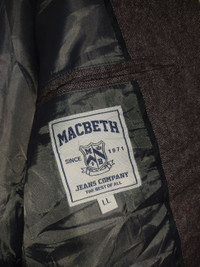 MACBETH
SINCE 1971
M B
JEANS COMPANY
THE BEST OF ALL
LL